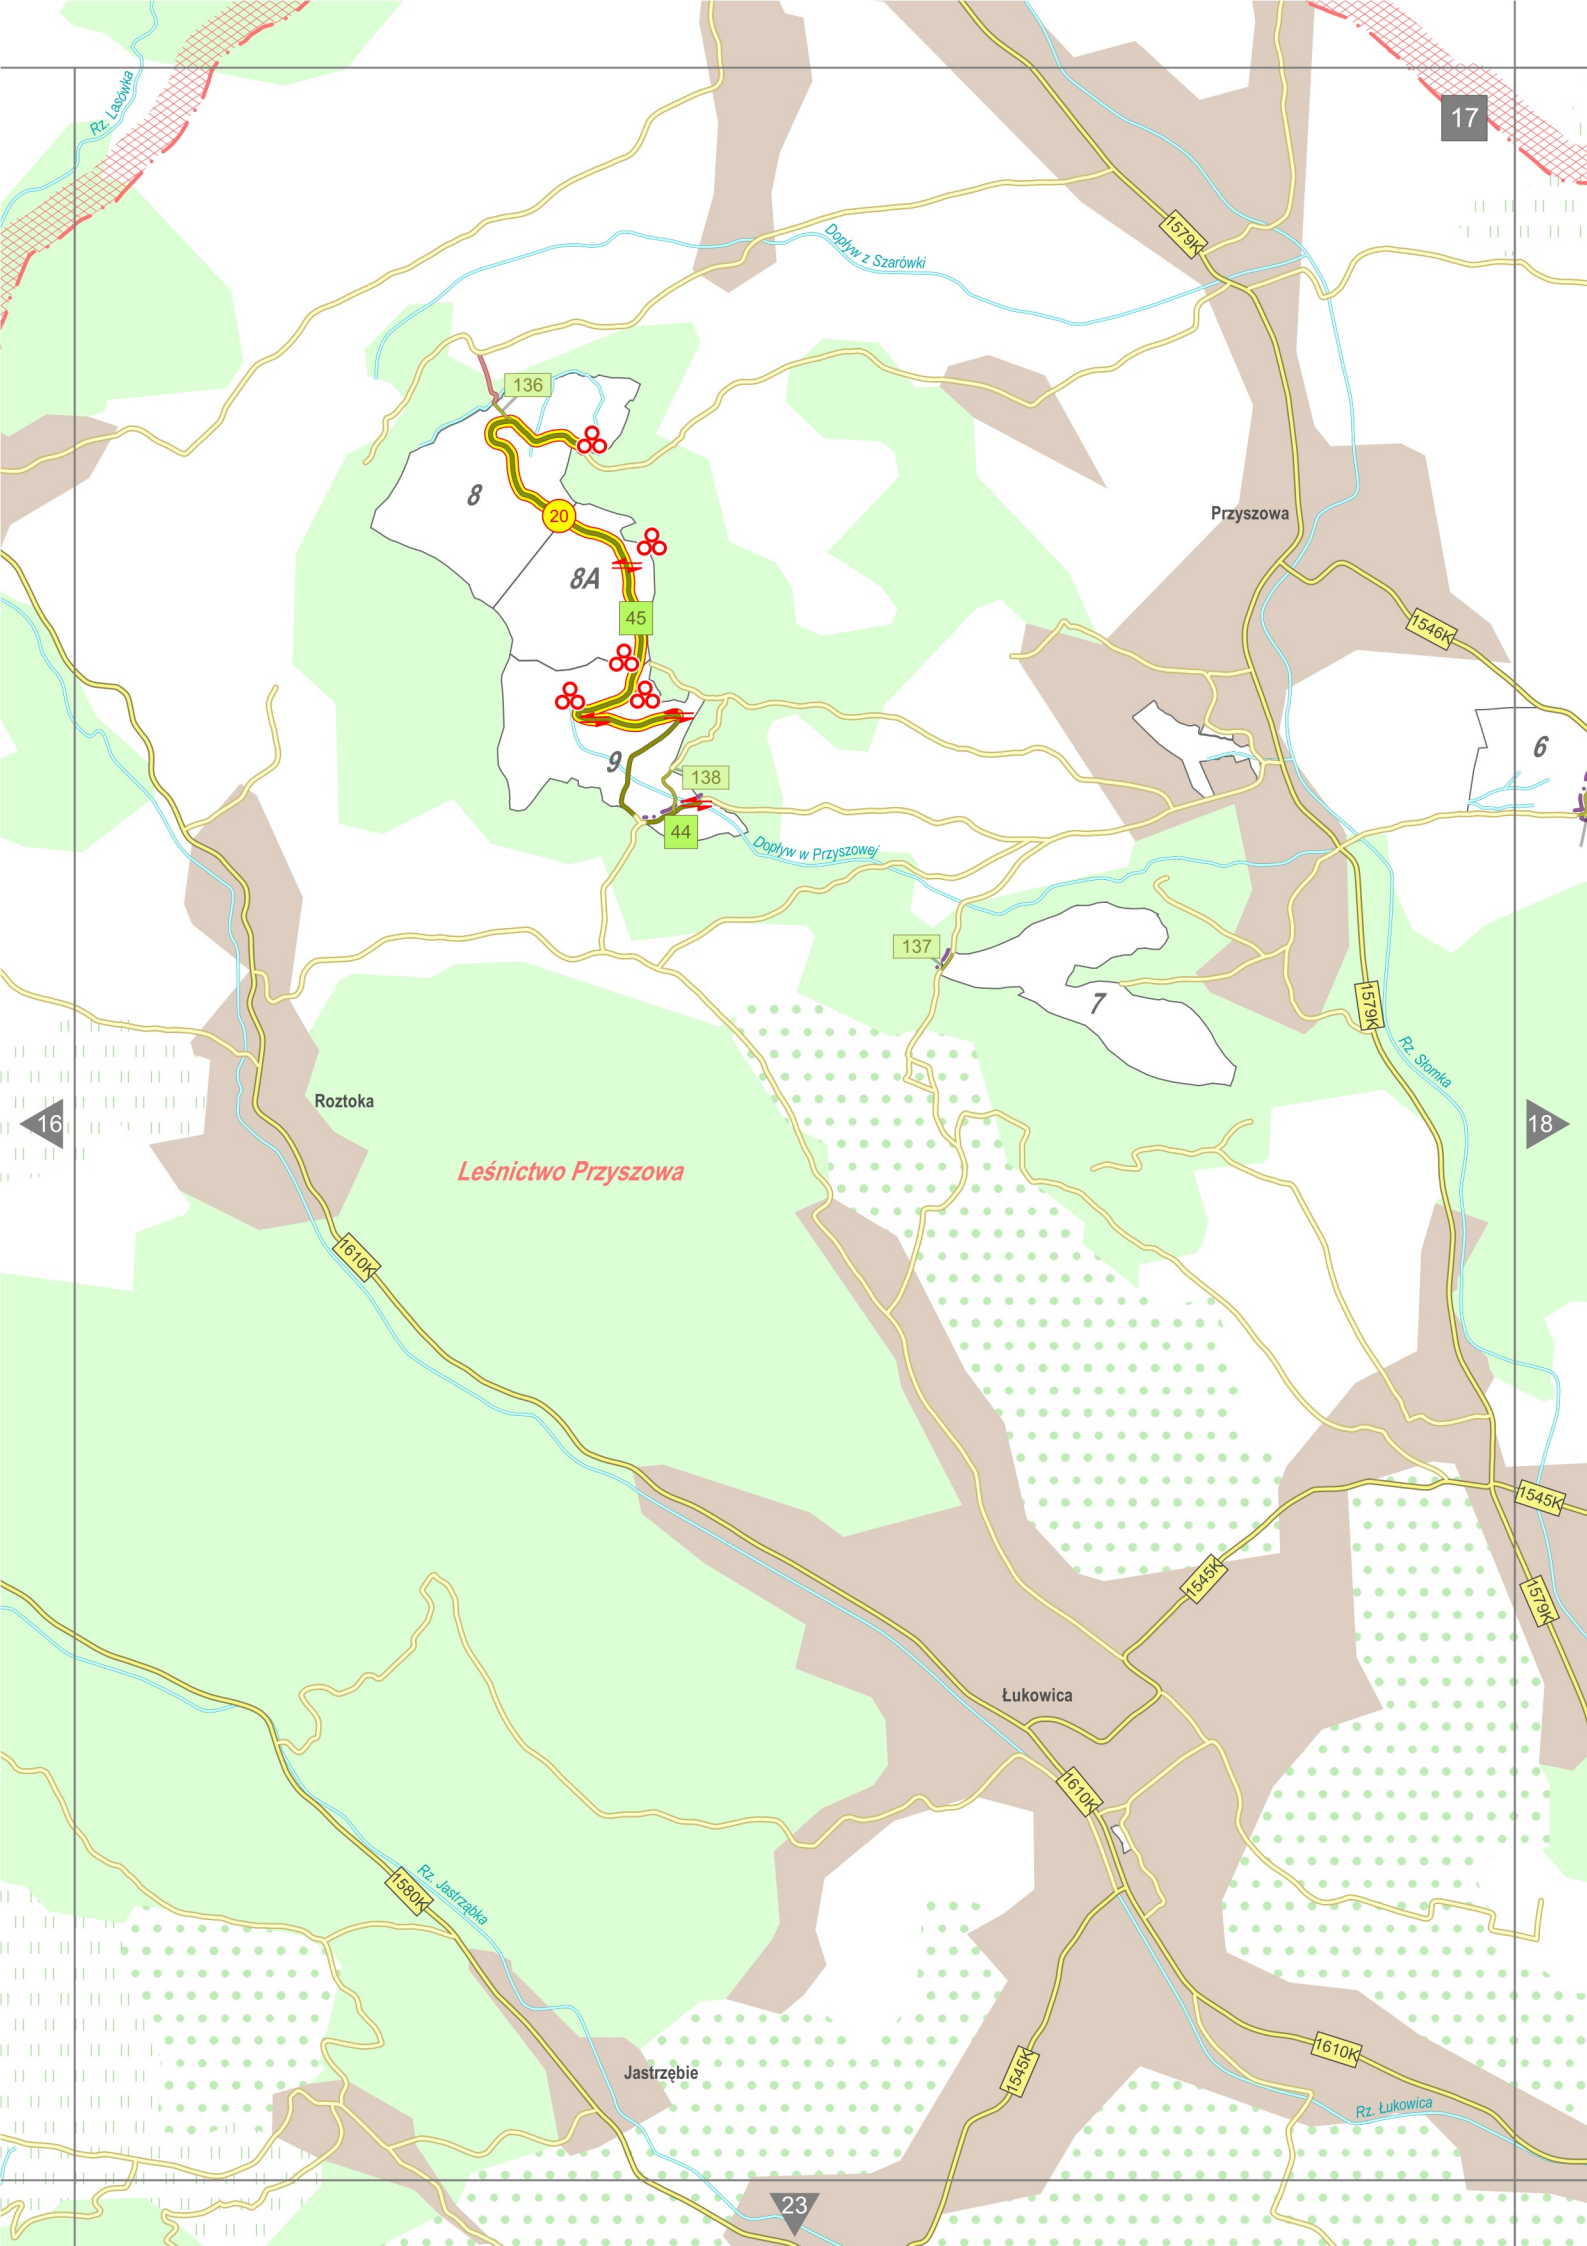 Rz. Lasówka
17
1579K
Dopływ z Szarówki
136
8
20
8A
Przyszowa
45
1546K
9
138
6
44
Dopływ w Przyszowej
137
7
1579K
Rz. Słomka
Roztoka
16
18
Leśnictwo Przyszowa
1610K
1545K
1545K
1579K
Łukowica
1610K
1580K
Rz. Jastrząbka
1545K
1610K
Jastrzębie
Rz. Łukowica
23